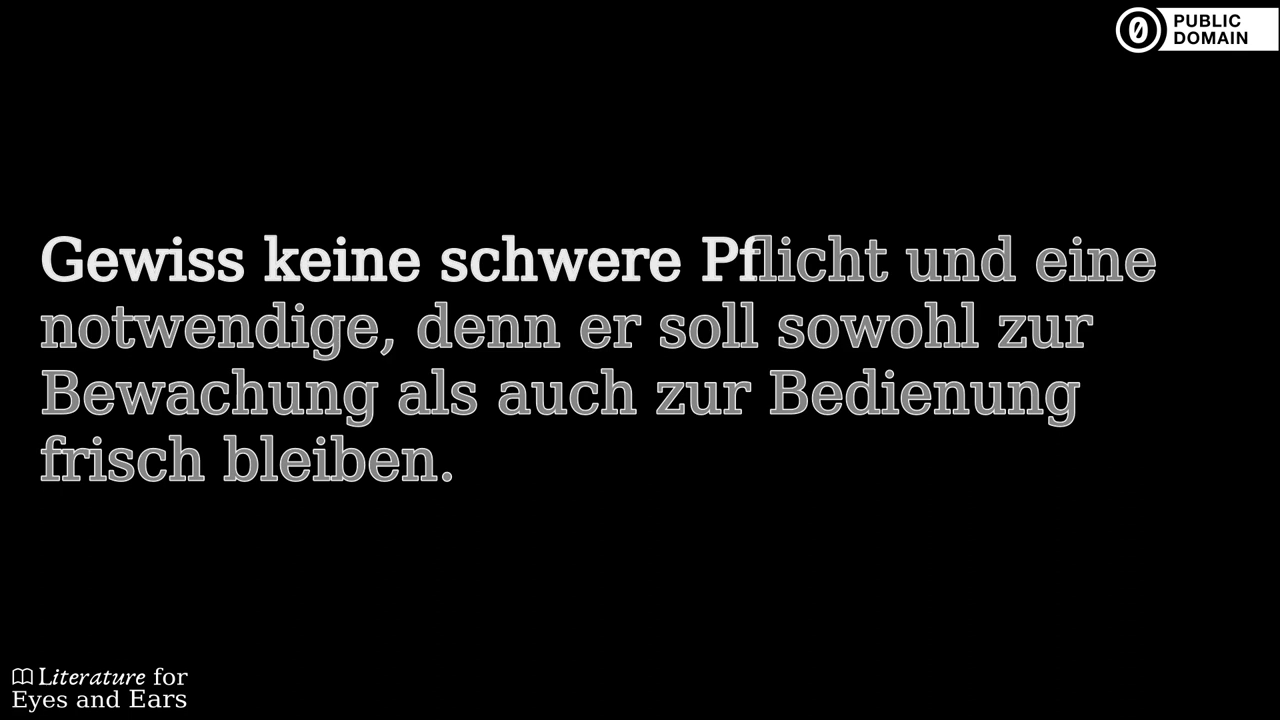 PUBLIC
DOMAIN
Gewiss keine schwere Pflicht und eine
notwendige, denn er soll sowohl zur
Bewachung als auch zur Bedienung
frisch bleiben.
Literature for
Eyes and Ears